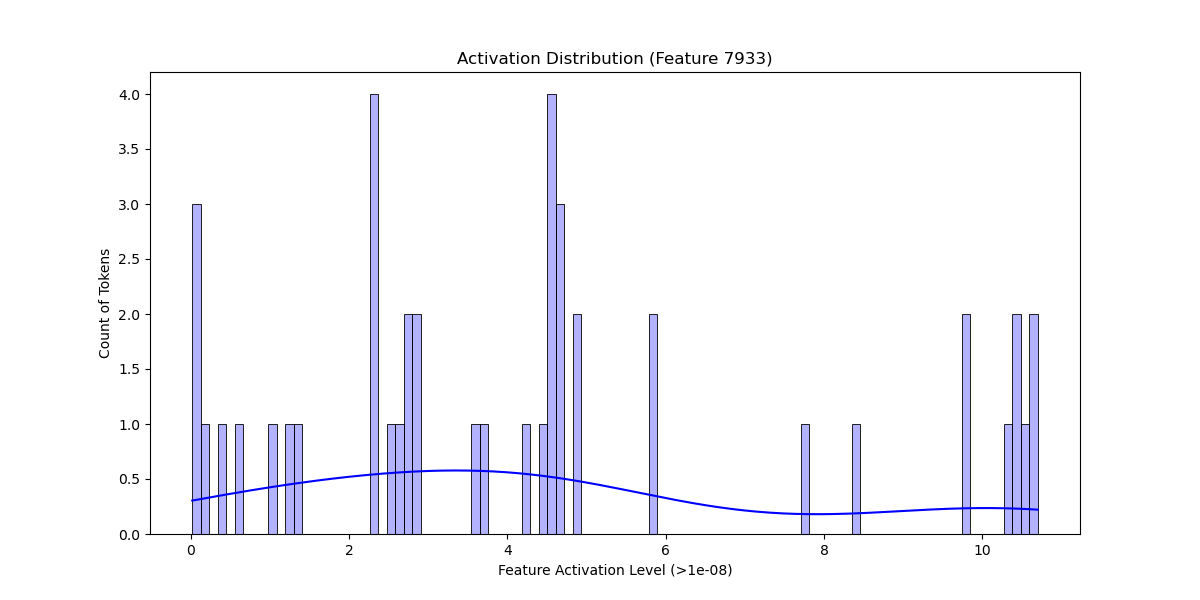 Activation Distribution (Feature 7933)
4.0
3.5
3.0
2.5
2.0
1.5
1.0
0.5
0.0
Count of Tokens
0 2 4 6 8 10
Feature Activation Level (>1e-08)